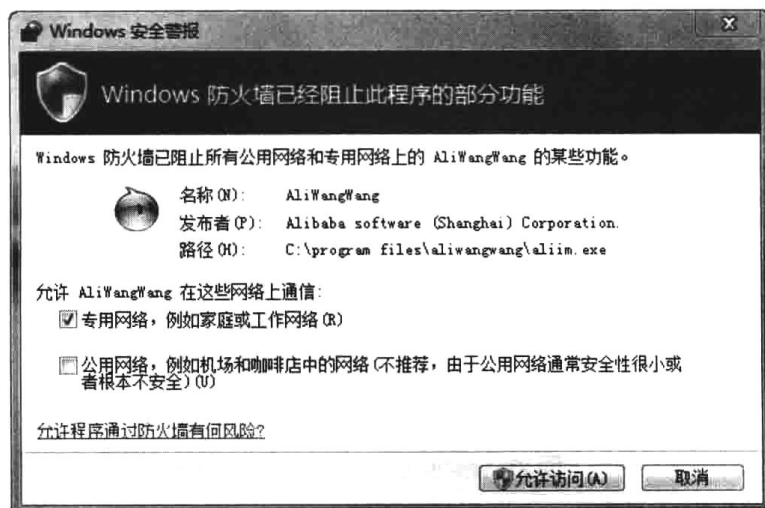 Windows 安全警报
Windows 防火墙已经阻止此程序的部分功能
Windows 防火墙已阻止所有公用网络和专用网络上的 AliWangWang 的某些功能。
名称(N): AliWangWang
发布者(P): Alibaba software (Shanghai) Corporation.
路径(H): C:\program files\aliwangwang\aliim.exe
允许 AliWangWang 在这些网络上通信:
专用网络，例如家庭或工作网络(R)
公用网络，例如机场和咖啡店中的网络(不推荐，由于公用网络通常安全性很小或
者根本不安全)(U)
允许程序通过防火墙有何风险?
允许访问(A) 取消